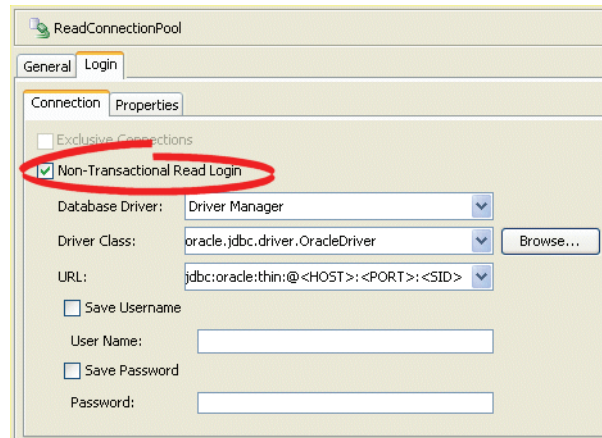 ReadConnectionPool
General Login
Connection Properties
Exclusive Connections
Non-Transactional Read Login
Database Driver: Driver Manager
Driver Class: oracle.jdbc.driver.OracleDriver Browse...
URL: jdbc:oracle:thin:@<HOST>:<PORT>:<SID>
Save Username
User Name:
Save Password
Password: